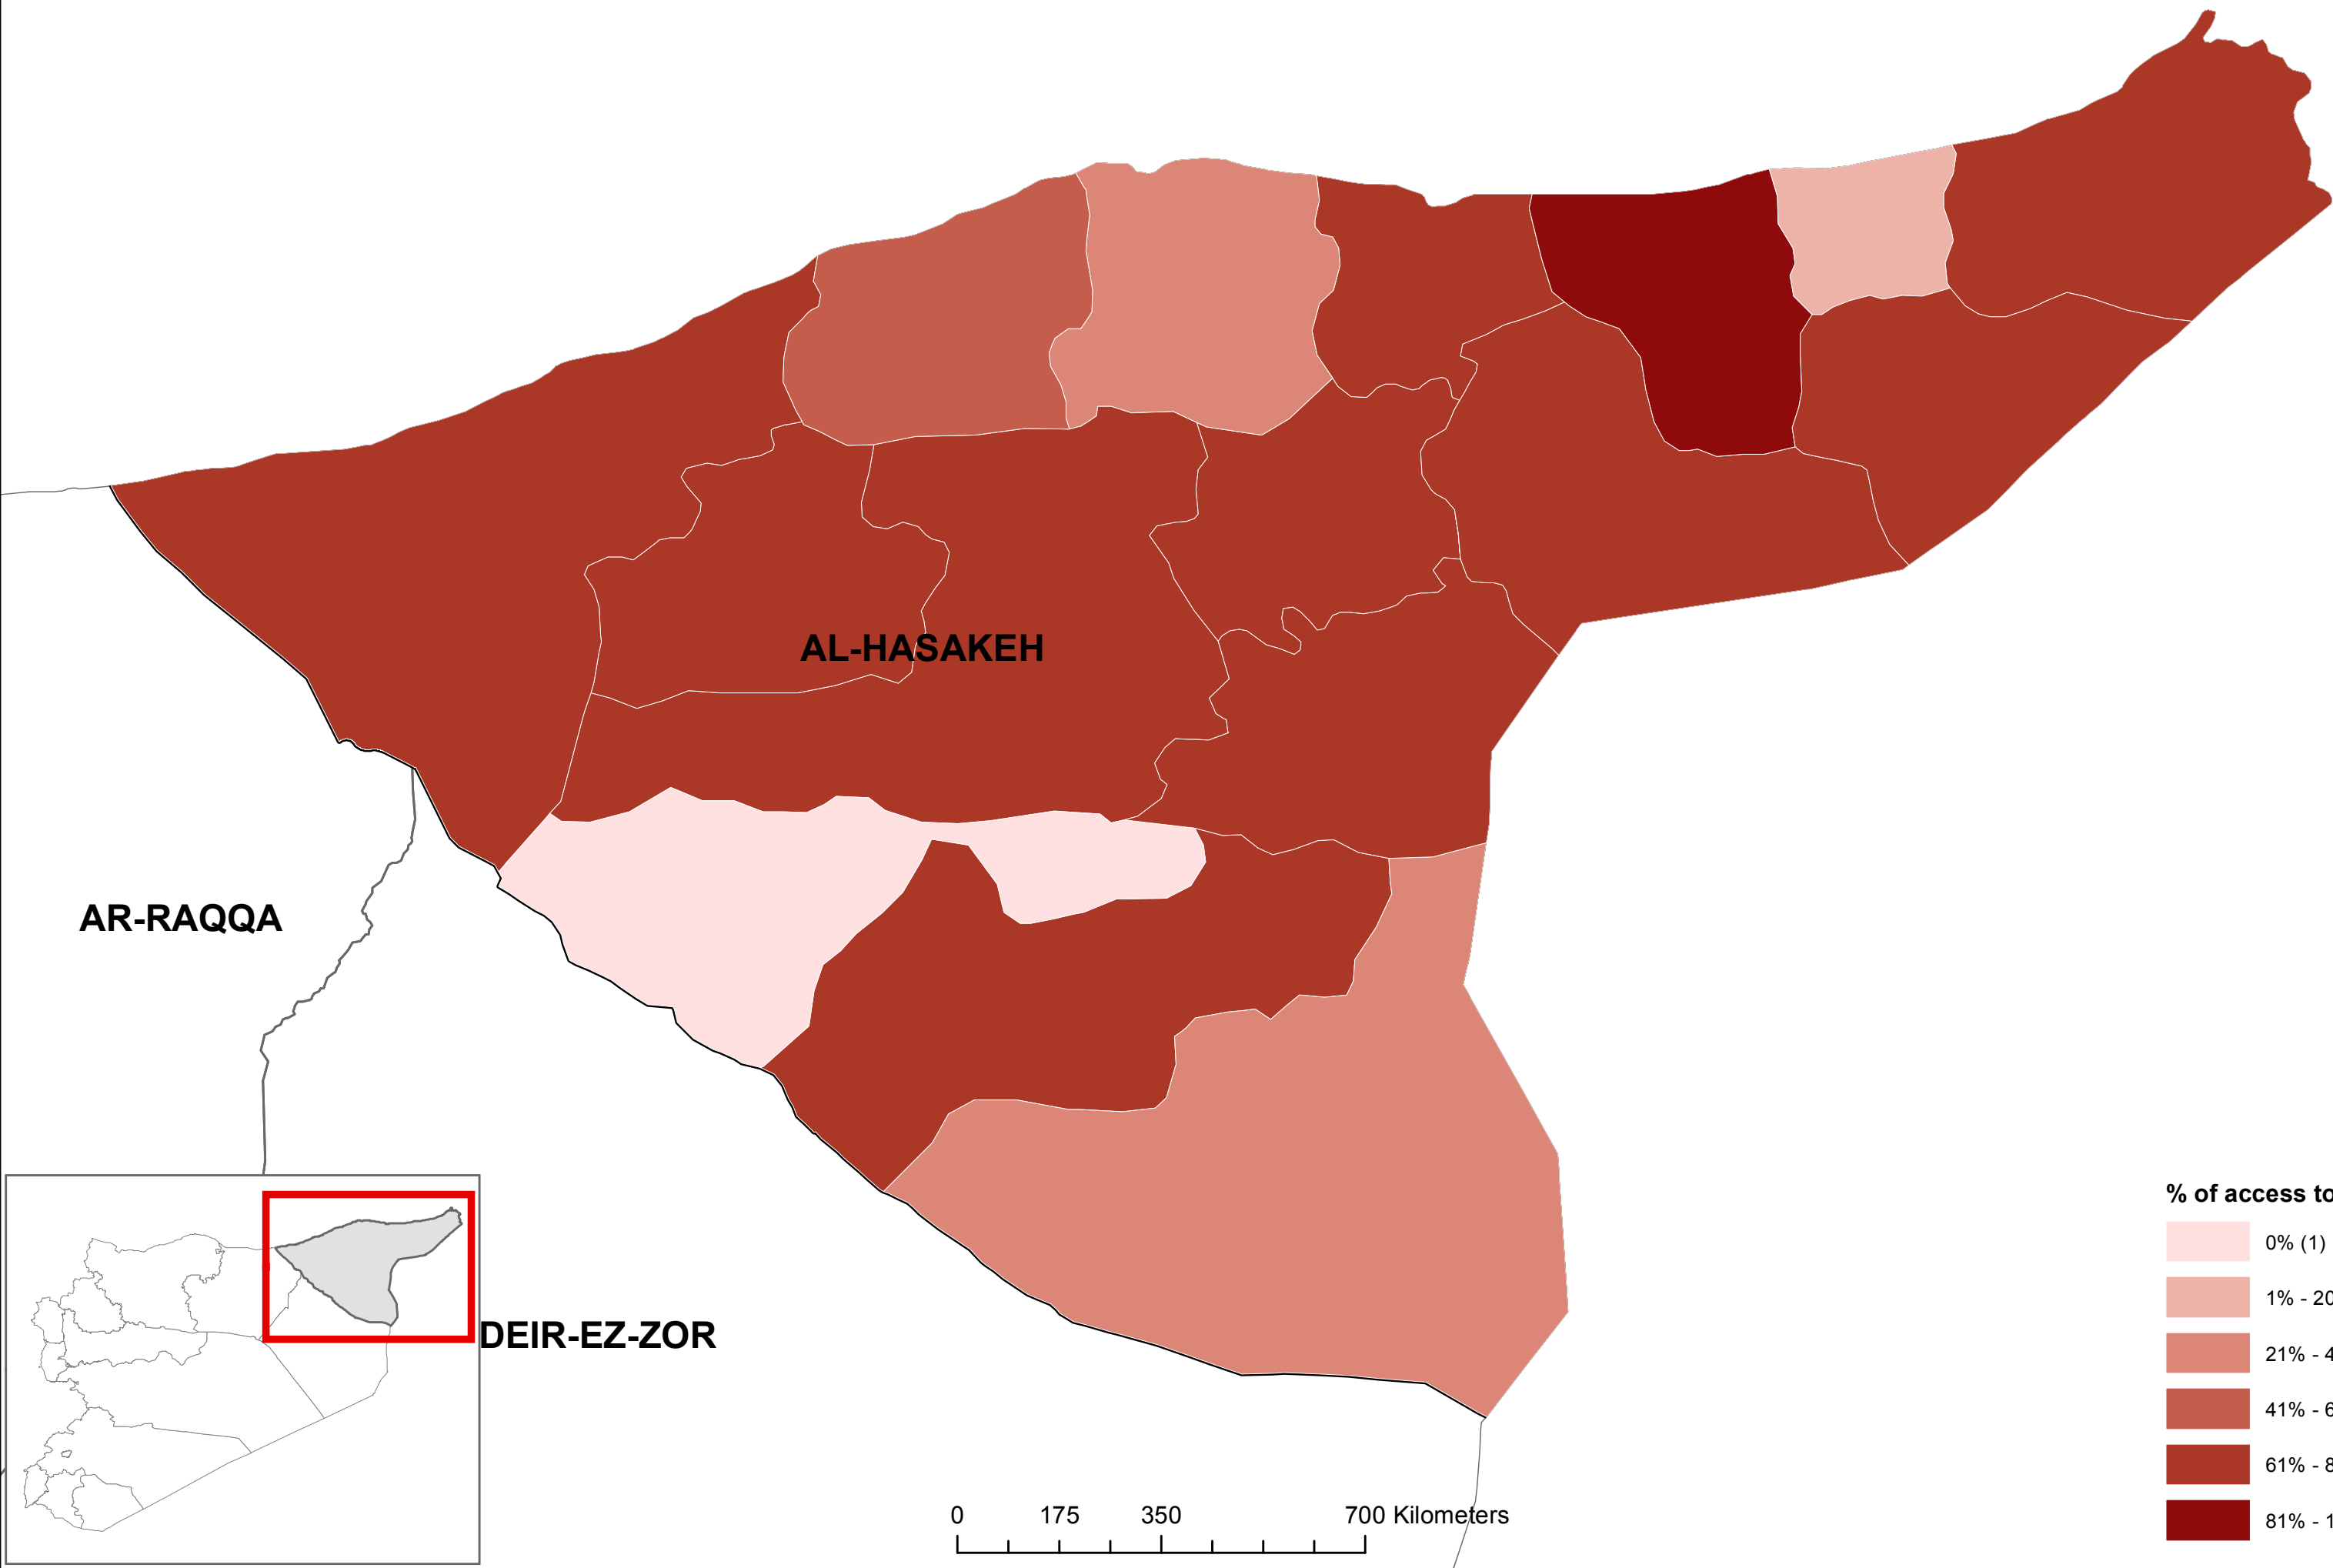 AL-HASAKEH
AR-RAQQA
DEIR-EZ-ZOR
% of access to
0% (1)
1% - 20
21% - 4
41% - 6
61% - 8
81% - 1
0 175 350 700 Kilometers